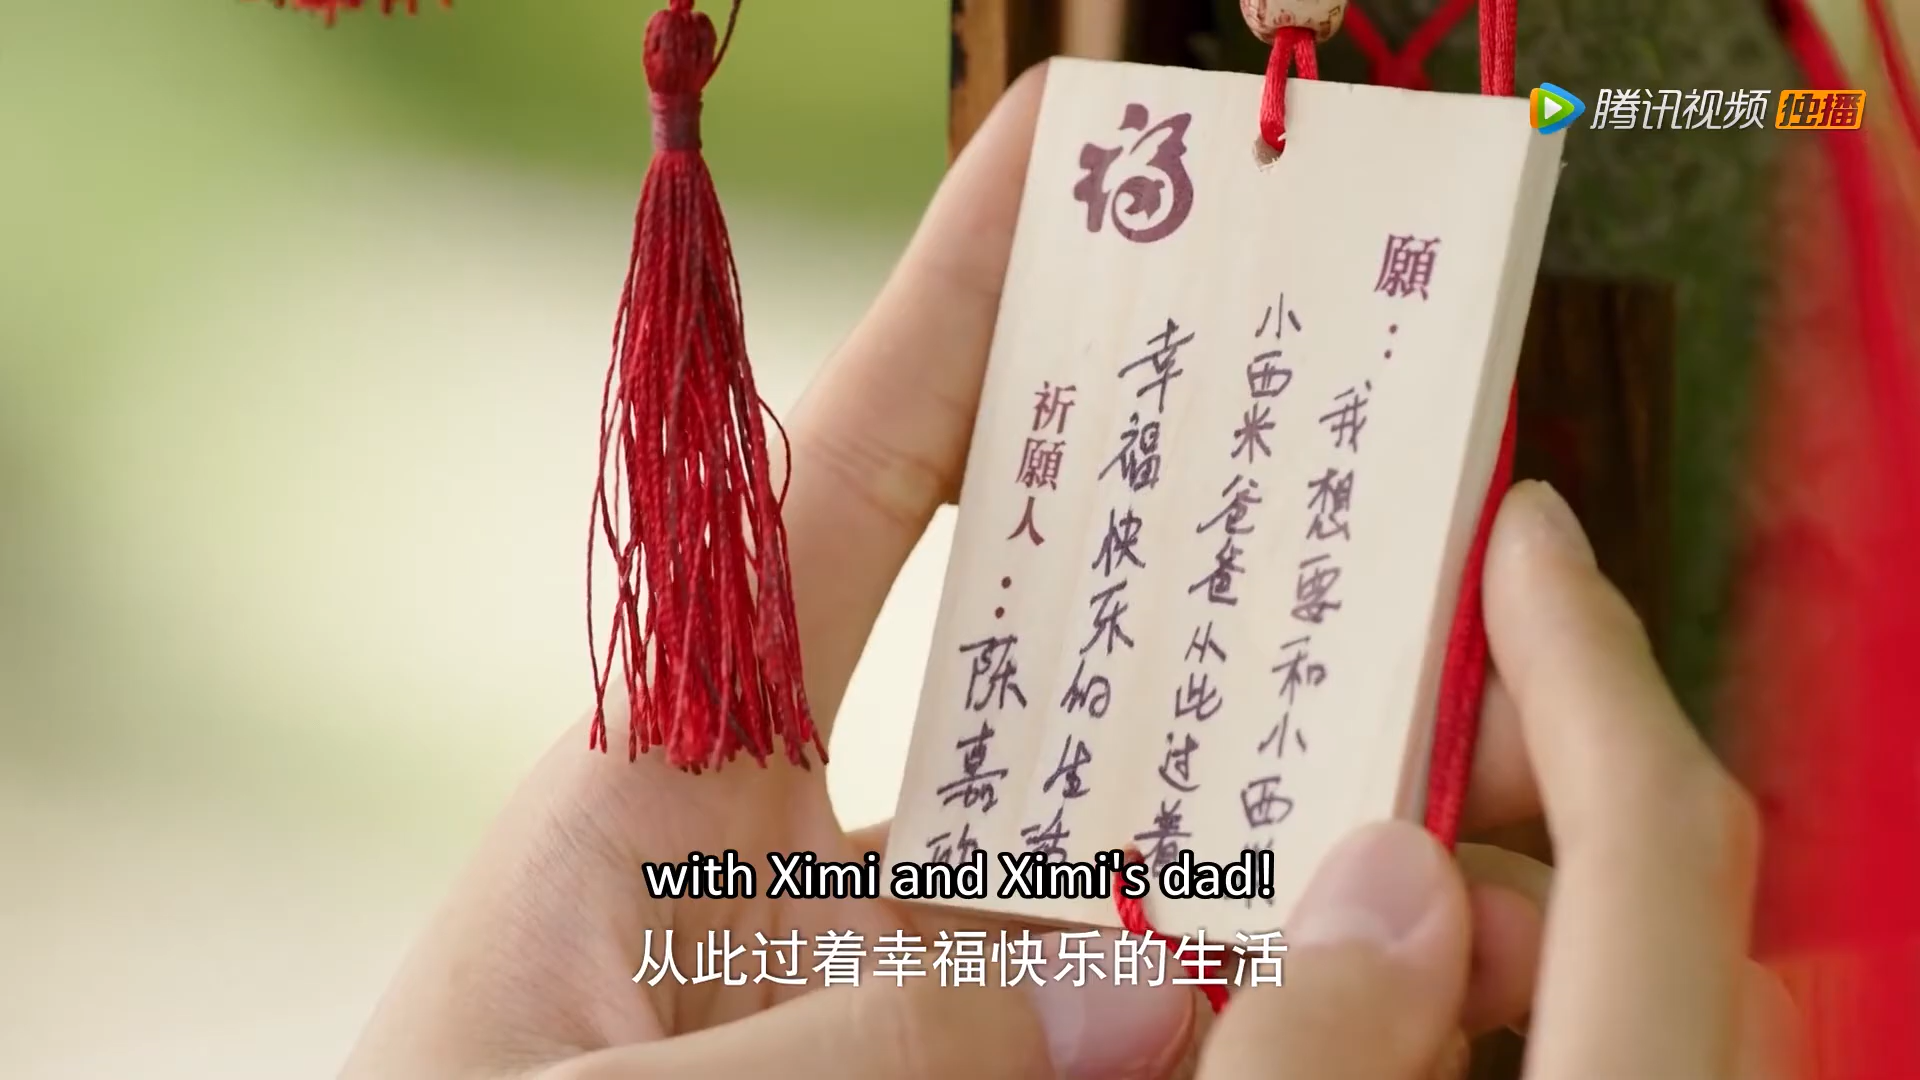 腾讯视频 独播
福
願：
我想要和小西米
小西米爸爸从此过着
幸福快乐的生活
祈願人：
陈嘉欣
with Ximi and Ximi's dad!
从此过着幸福快乐的生活